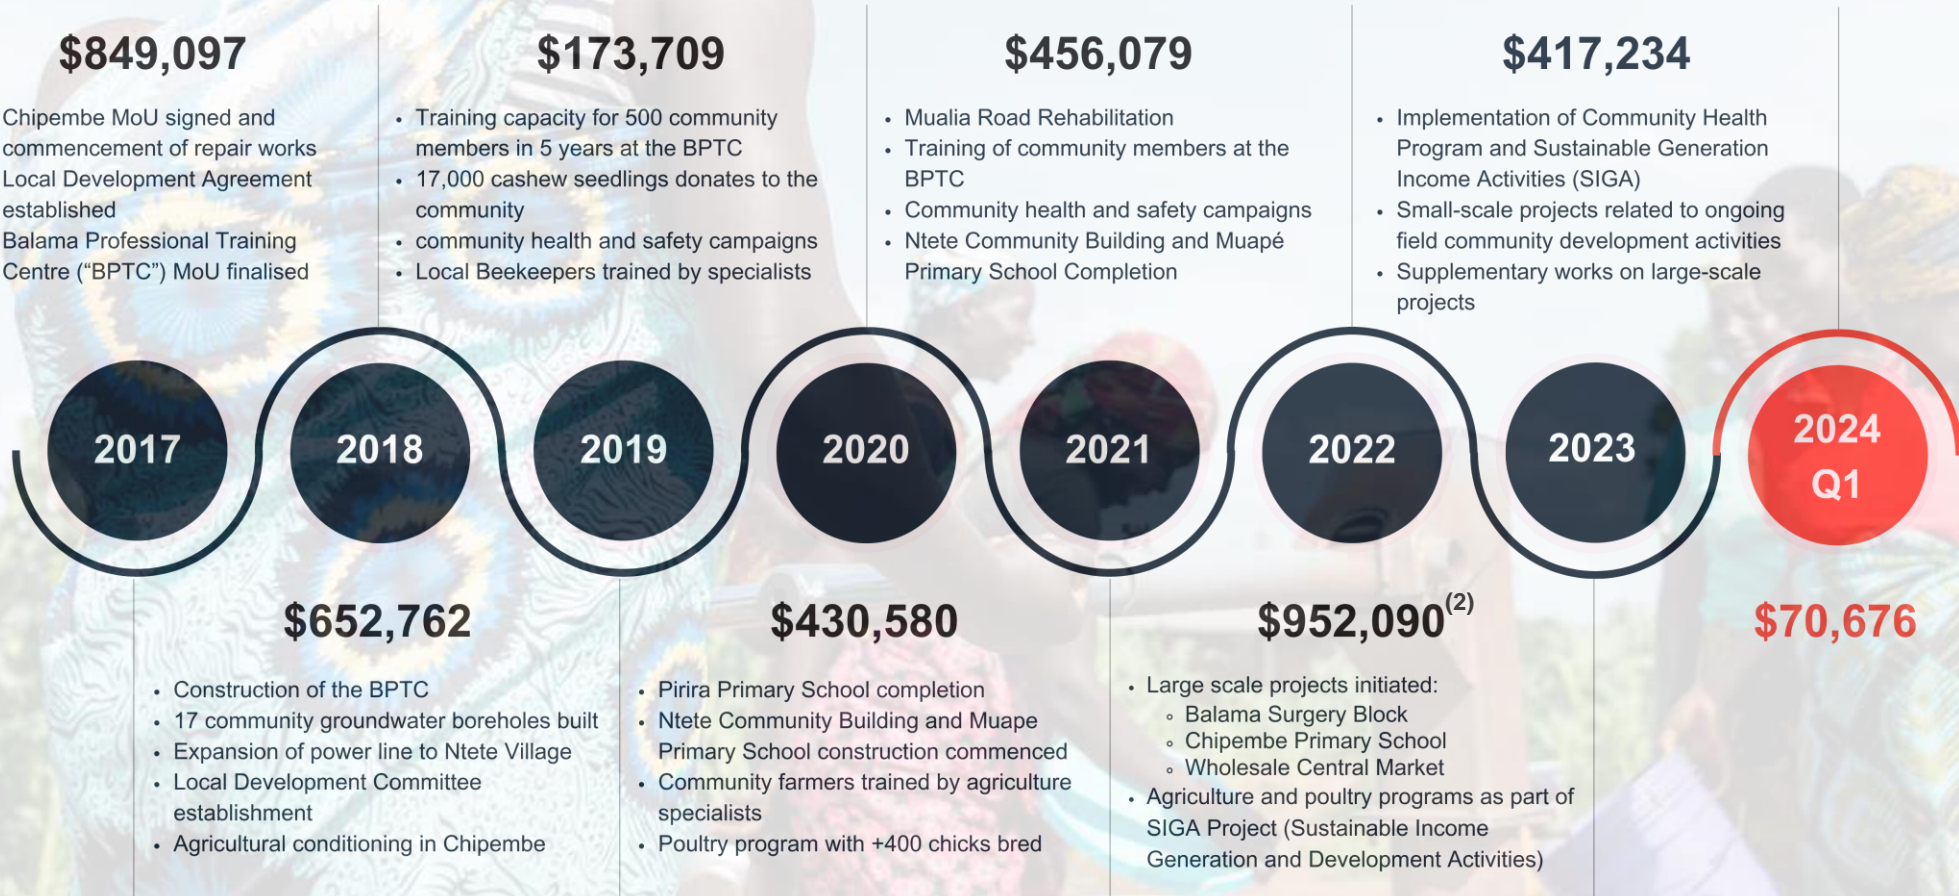 $849,097
Chipembe MoU signed and
commencement of repair works
Local Development Agreement
established
Balama Professional Training
Centre (“BPTC”) MoU finalised
$173,709
• Training capacity for 500 community
members in 5 years at the BPTC
• 17,000 cashew seedlings donates to the
community
• community health and safety campaigns
• Local Beekeepers trained by specialists
$456,079
• Mualia Road Rehabilitation
• Training of community members at the
BPTC
• Community health and safety campaigns
• Ntete Community Building and Muapé
Primary School Completion
$417,234
• Implementation of Community Health
Program and Sustainable Generation
Income Activities (SIGA)
• Small-scale projects related to ongoing
field community development activities
• Supplementary works on large-scale
projects
2017
2018
2019
2020
2021
2022
2023
2024
Q1
$652,762
• Construction of the BPTC
• 17 community groundwater boreholes built
• Expansion of power line to Ntete Village
• Local Development Committee
establishment
• Agricultural conditioning in Chipembe
$430,580
• Pirira Primary School completion
• Ntete Community Building and Muape
Primary School construction commenced
• Community farmers trained by agriculture
specialists
• Poultry program with +400 chicks bred
$952,090(2)
• Large scale projects initiated:
◦ Balama Surgery Block
◦ Chipembe Primary School
◦ Wholesale Central Market
• Agriculture and poultry programs as part of
SIGA Project (Sustainable Income
Generation and Development Activities)
$70,676